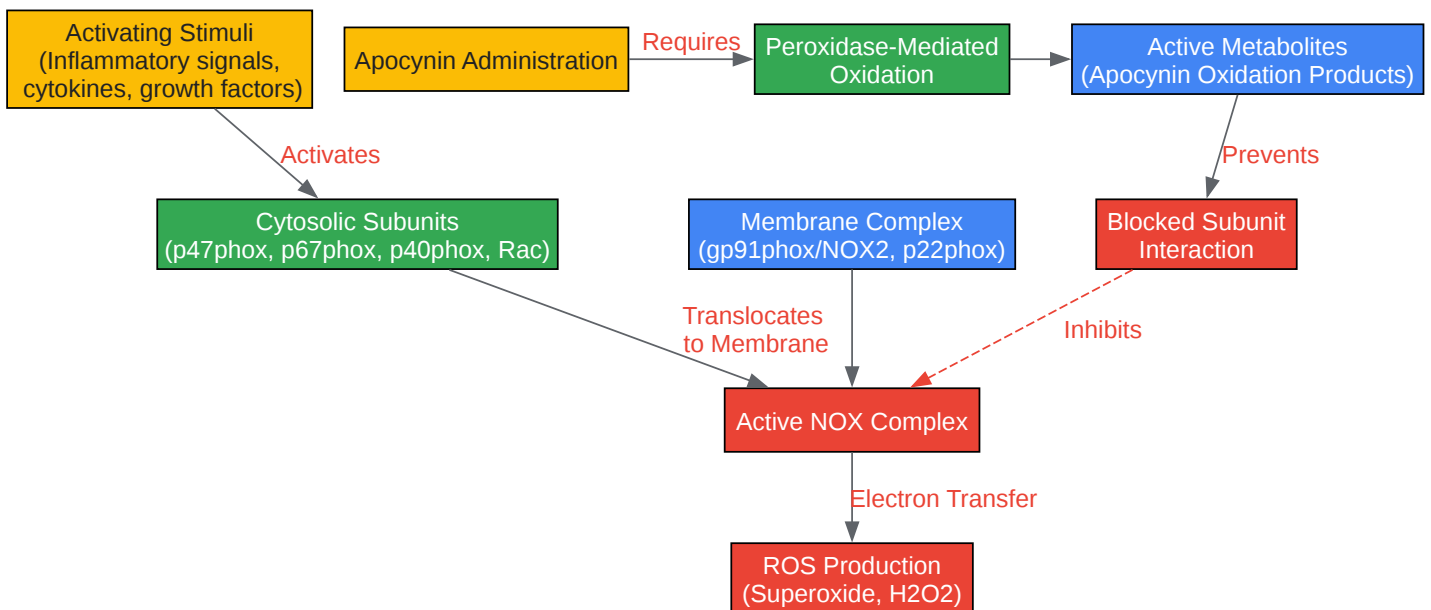 Activating Stimuli
(Inflammatory signals,
cytokines, growth factors)
Apocynin Administration
Requires
Peroxidase-Mediated
Oxidation
Active Metabolites
(Apocynin Oxidation Products)
Activates
Prevents
Cytosolic Subunits
(p47phox, p67phox, p40phox, Rac)
Membrane Complex
(gp91phox/NOX2, p22phox)
Blocked Subunit
Interaction
Translocates
to Membrane
Inhibits
Active NOX Complex
Electron Transfer
ROS Production
(Superoxide, H2O2)